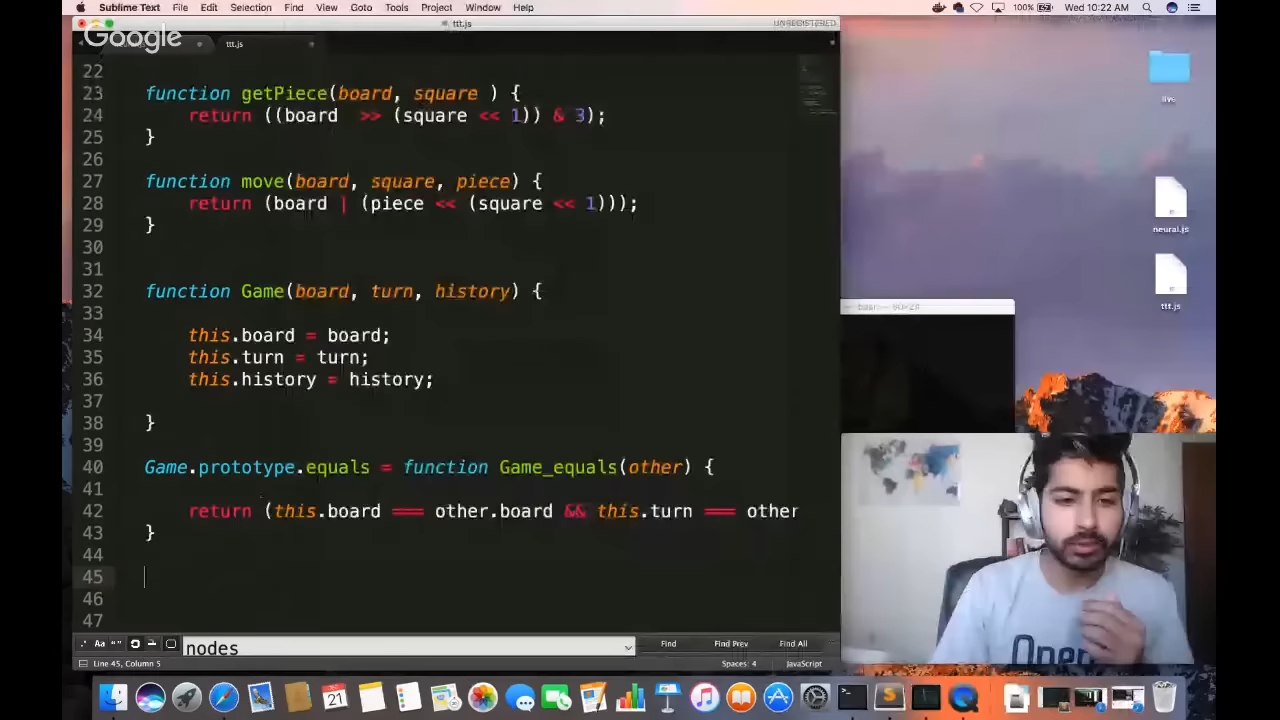 Sublime Text File Edit Selection Find View Goto Tools Project Window Help
100% Wed 10:22 AM
ttt.js
UNREGISTERED
Google
ttt.js
22
23 function getPiece(board, square ) {
24 return ((board >> (square << 1)) & 3);
25 }
26
27 function move(board, square, piece) {
28 return (board | (piece << (square << 1)));
29 }
30
31
32 function Game(board, turn, history) {
33
34 this.board = board;
35 this.turn = turn;
36 this.history = history;
37
38 }
39
40 Game.prototype.equals = function Game_equals(other) {
41
42 return (this.board === other.board && this.turn === other
43 }
44
45
46
47
nodes
Find Find Prev Find All
Line 45, Column 5
Spaces: 4 JavaScript
live
neural.js
ttt.js
Open